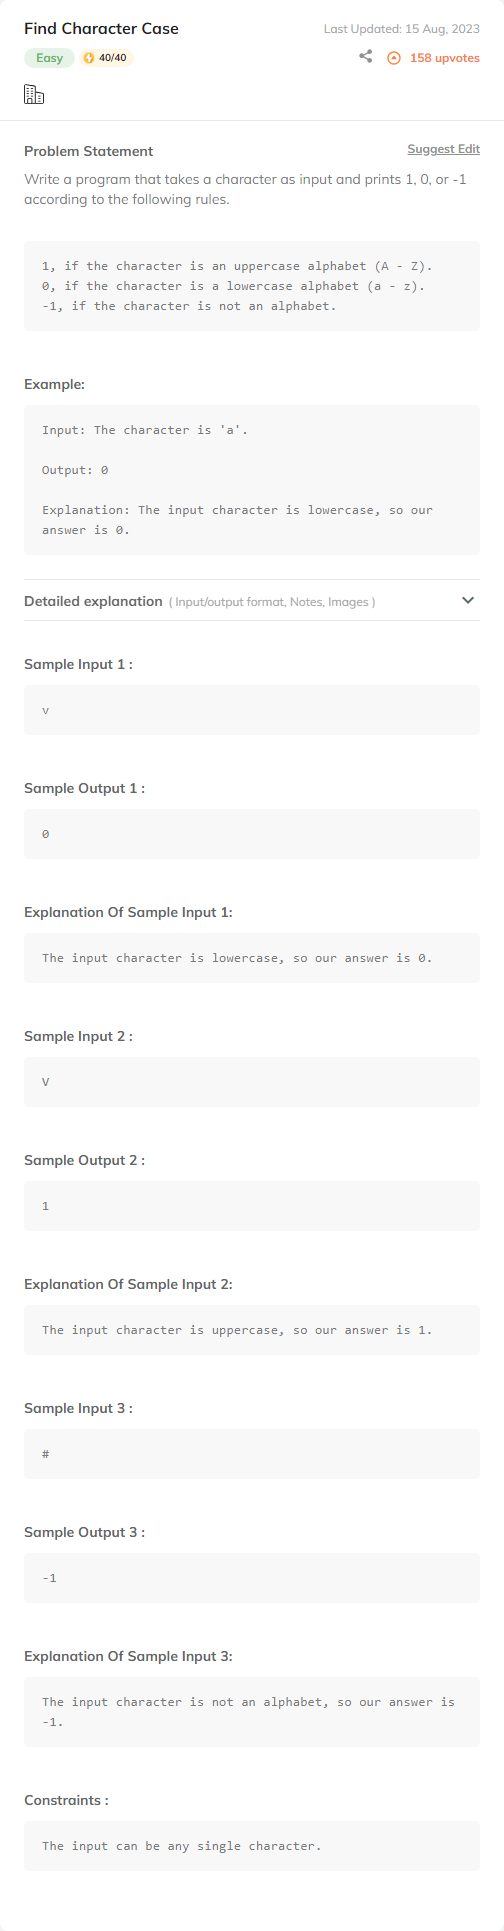 Find Character Case
Last Updated: 15 Aug, 2023
Easy
40/40
158 upvotes
Problem Statement
Suggest Edit
Write a program that takes a character as input and prints 1, 0, or -1
according to the following rules.
1, if the character is an uppercase alphabet (A - Z).
0, if the character is a lowercase alphabet (a - z).
-1, if the character is not an alphabet.
Example:
Input: The character is 'a'.
Output: 0
Explanation: The input character is lowercase, so our
answer is 0.
Detailed explanation ( Input/output format, Notes, Images )
Sample Input 1 :
v
Sample Output 1 :
0
Explanation Of Sample Input 1:
The input character is lowercase, so our answer is 0.
Sample Input 2 :
V
Sample Output 2 :
1
Explanation Of Sample Input 2:
The input character is uppercase, so our answer is 1.
Sample Input 3 :
#
Sample Output 3 :
-1
Explanation Of Sample Input 3:
The input character is not an alphabet, so our answer is
-1.
Constraints :
The input can be any single character.